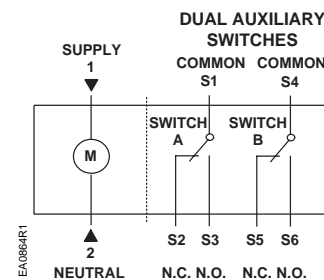 DUAL AUXILIARY
SWITCHES
SUPPLY
1
COMMON COMMON
S1 S4
SWITCH SWITCH
A B
M
2
S2 S3 S5 S6
NEUTRAL N.C. N.O. N.C. N.O.
EA0864R1